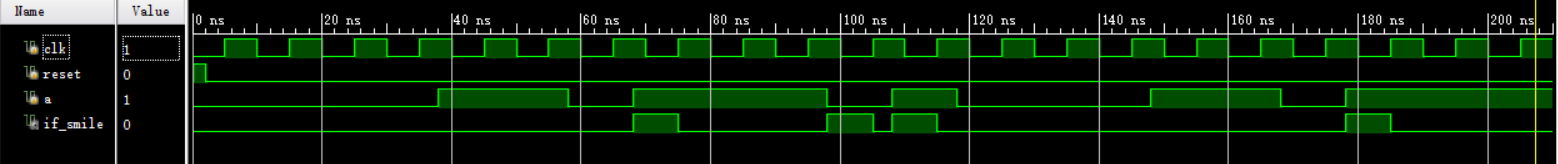 Name Value
0 ns 20 ns 40 ns 60 ns 80 ns 100 ns 120 ns 140 ns 160 ns 180 ns 200 ns
clk 1
reset 0
a 1
if_smile 0